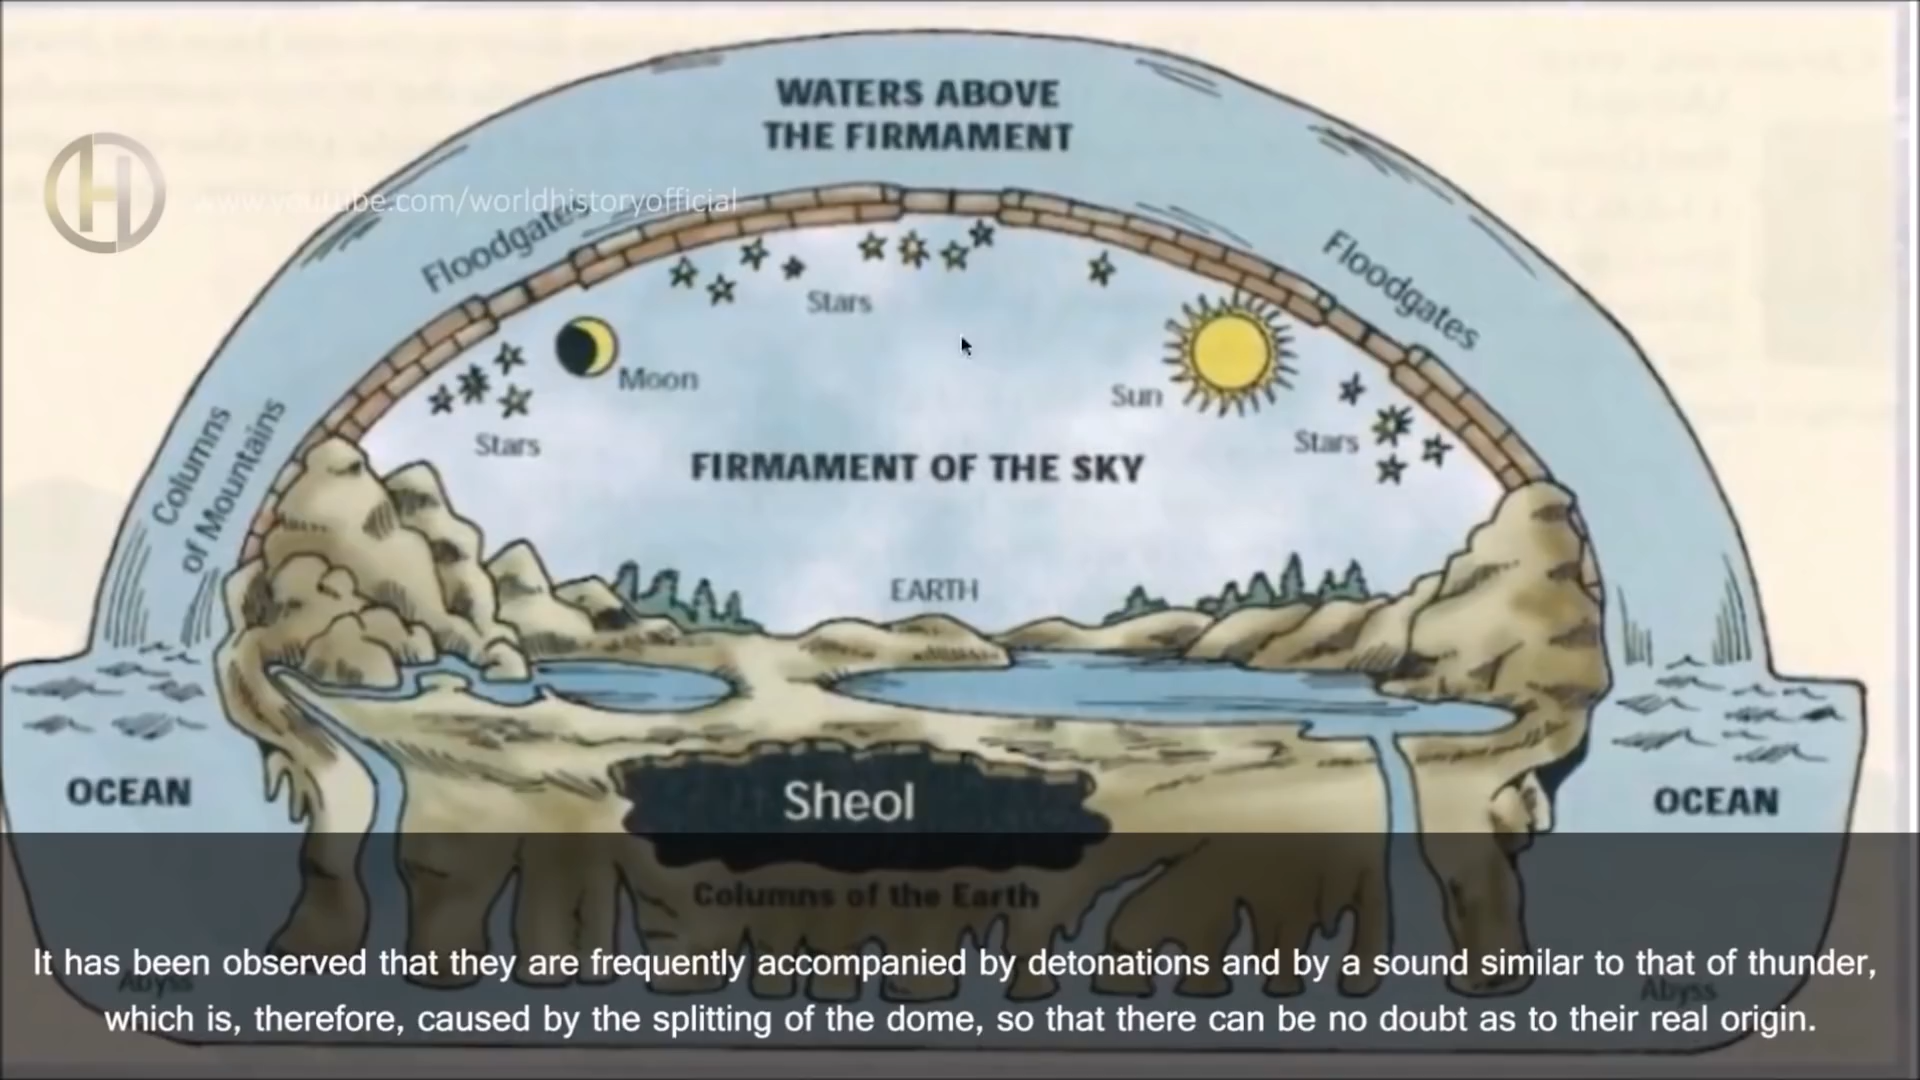 WATERS ABOVE
THE FIRMAMENT
www.youtube.com/worldhistoryofficial
Floodgates
Floodgates
Stars
Moon
Sun
Columns
of Mountains
Stars
Stars
FIRMAMENT OF THE SKY
EARTH
OCEAN
Sheol
OCEAN
Columns of the Earth
Abyss
Abyss
It has been observed that they are frequently accompanied by detonations and by a sound similar to that of thunder,
which is, therefore, caused by the splitting of the dome, so that there can be no doubt as to their real origin.